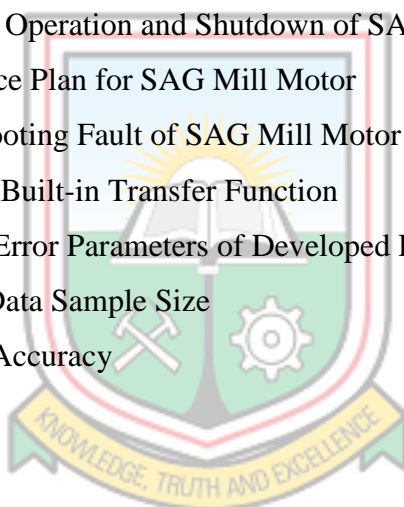 Operation and Shutdown of SA
ce Plan for SAG Mill Motor
ooting Fault of SAG Mill Motor
Built-in Transfer Function
Error Parameters of Developed
Data Sample Size
Accuracy
KNOWLEDGE, TRUTH AND EXCELLENCE